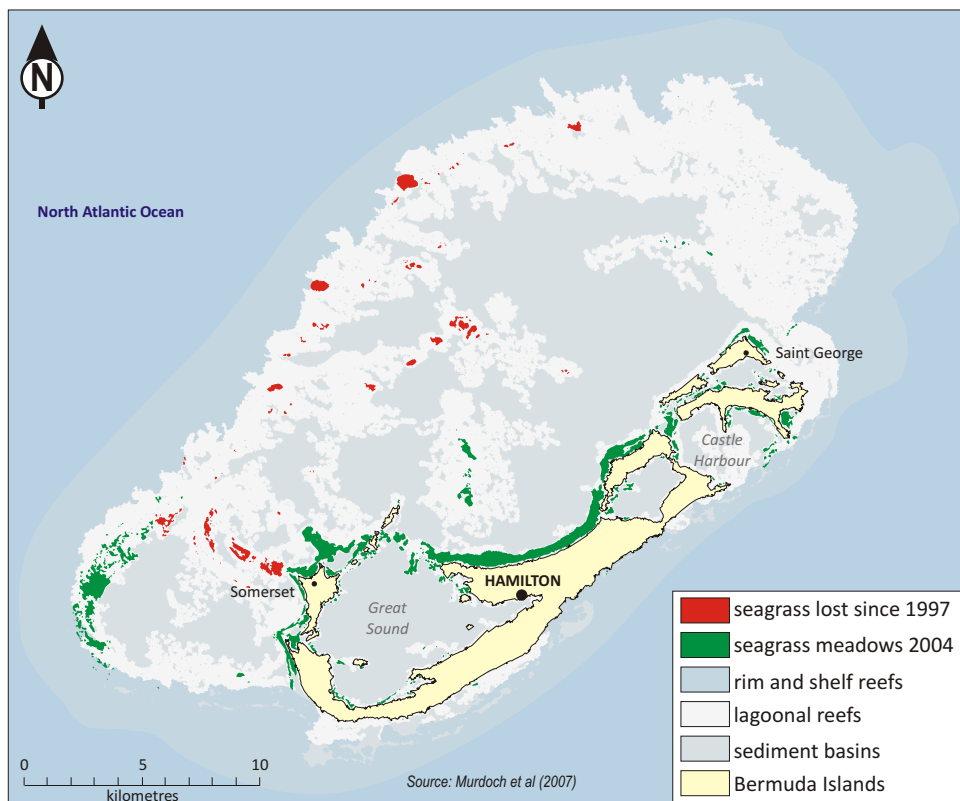 N
North Atlantic Ocean
Saint George
Castle
Harbour
HAMILTON
Somerset
Great
Sound
seagrass lost since 1997
seagrass meadows 2004
rim and shelf reefs
lagoonal reefs
sediment basins
Bermuda Islands
0 5 10
kilometres
Source: Murdoch et al (2007)